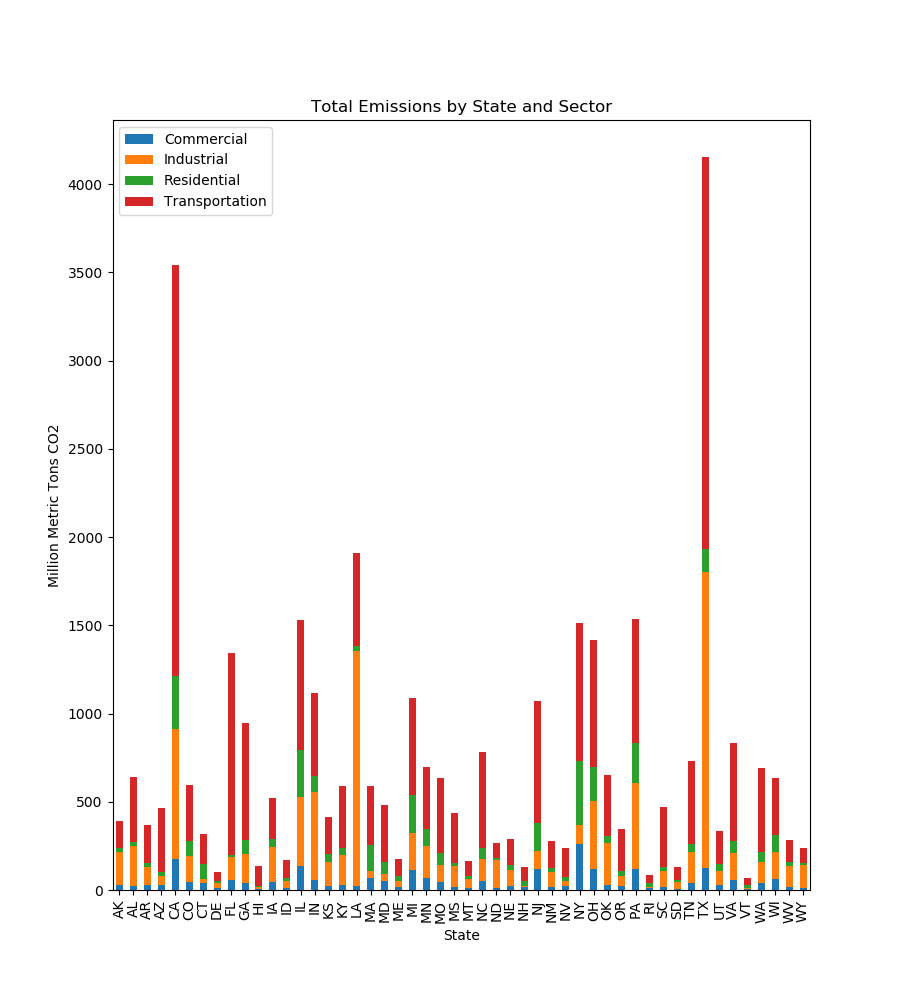 Total Emissions by State and Sector
Commercial
Industrial
Residential
Transportation
Million Metric Tons CO2
4000
3500
3000
2500
2000
1500
1000
500
0
AK AL AR AZ CA CO CT DE FL GA HI IA ID IL IN KS KY LA MA MD ME MI MN MO MS MT NC ND NE NH NJ NM NV NY OH OK OR PA RI SC SD TN TX UT VA VT WA WI WV WY
State